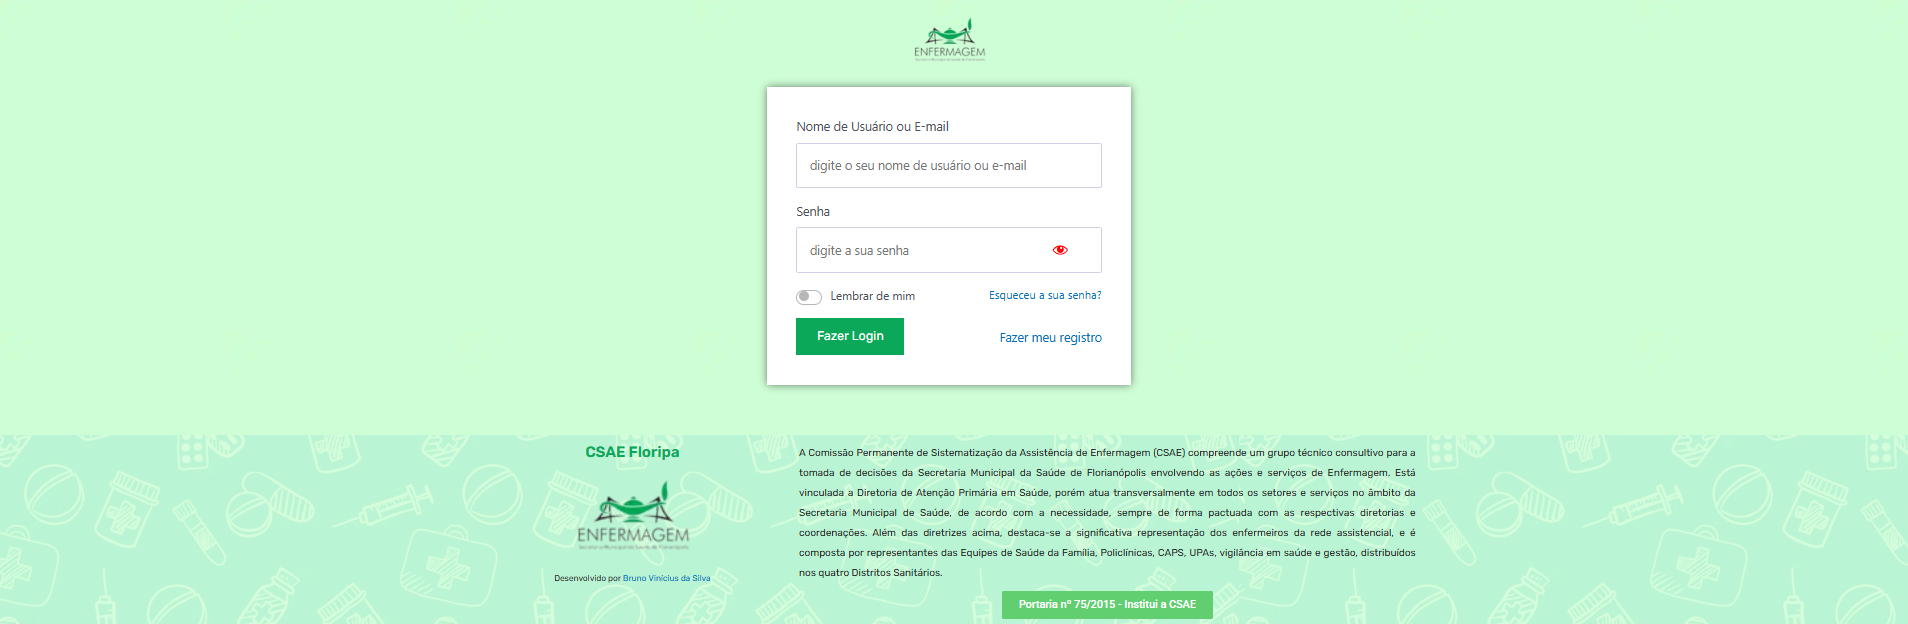 ENFERMAGEM
Nome de Usuário ou E-mail
digite o seu nome de usuário ou e-mail
Senha
digite a sua senha
Lembrar de mim
Esqueceu a sua senha?
Fazer Login
Fazer meu registro
CSAE Floripa
ENFERMAGEM
Secretaria Municipal de Saúde de Florianópolis
Desenvolvido por Bruno Vinícius da Silva
A Comissão Permanente de Sistematização da Assistência de Enfermagem (CSAE) compreende um grupo técnico consultivo para a
tomada de decisões da Secretaria Municipal da Saúde de Florianópolis envolvendo as ações e serviços de Enfermagem. Está
vinculada a Diretoria de Atenção Primária em Saúde, porém atua transversalmente em todos os setores e serviços no âmbito da
Secretaria Municipal de Saúde, de acordo com a necessidade, sempre de forma pactuada com as respectivas diretorias e
coordenações. Além das diretrizes acima, destaca-se a significativa representação dos enfermeiros da rede assistencial, e é
composta por representantes das Equipes de Saúde da Família, Policlínicas, CAPS, UPAs, vigilância em saúde e gestão, distribuídos
nos quatro Distritos Sanitários.
Portaria nº 75/2015 - Institui a CSAE